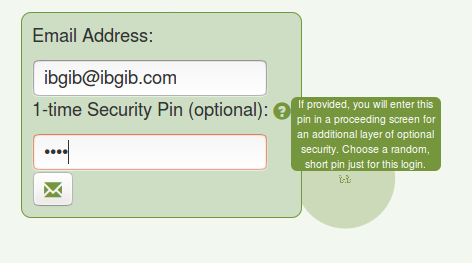 Email Address:
ibgib@ibgib.com
1-time Security Pin (optional): ?
If provided, you will enter this
pin in a proceeding screen for
an additional layer of optional
security. Choose a random,
short pin just for this login.
••••